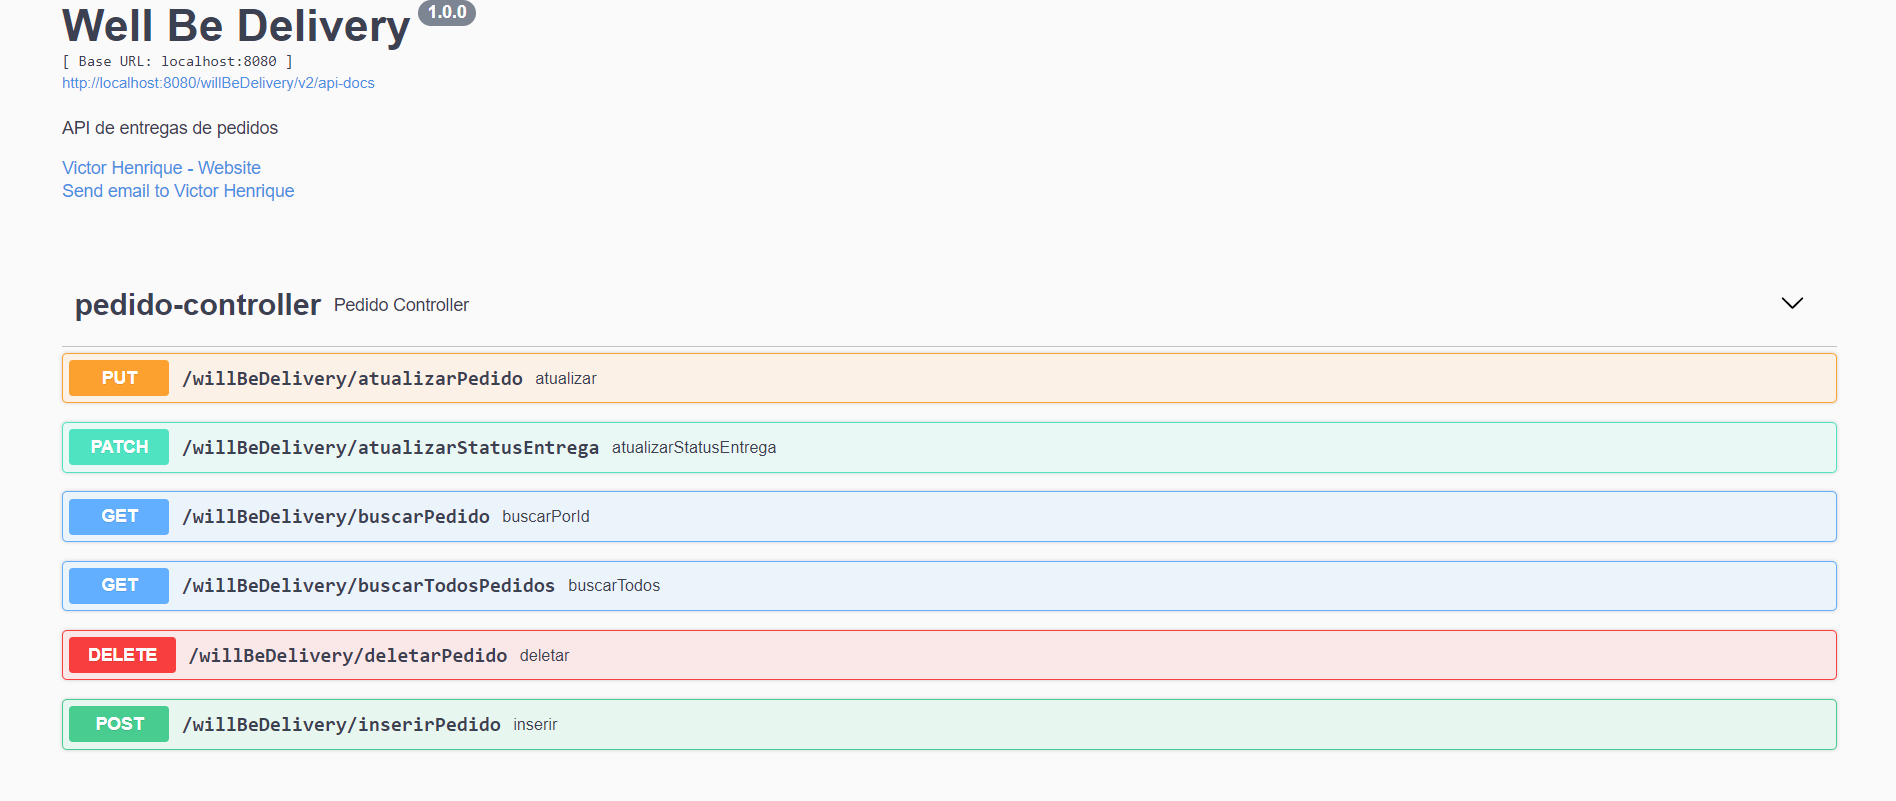 Well Be Delivery 1.0.0
[ Base URL: localhost:8080 ]
http://localhost:8080/willBeDelivery/v2/api-docs
API de entregas de pedidos
Victor Henrique - Website
Send email to Victor Henrique
pedido-controller Pedido Controller
PUT /willBeDelivery/atualizarPedido atualizar
PATCH /willBeDelivery/atualizarStatusEntrega atualizarStatusEntrega
GET /willBeDelivery/buscarPedido buscarPorId
GET /willBeDelivery/buscarTodosPedidos buscarTodos
DELETE /willBeDelivery/deletarPedido deletar
POST /willBeDelivery/inserirPedido inserir